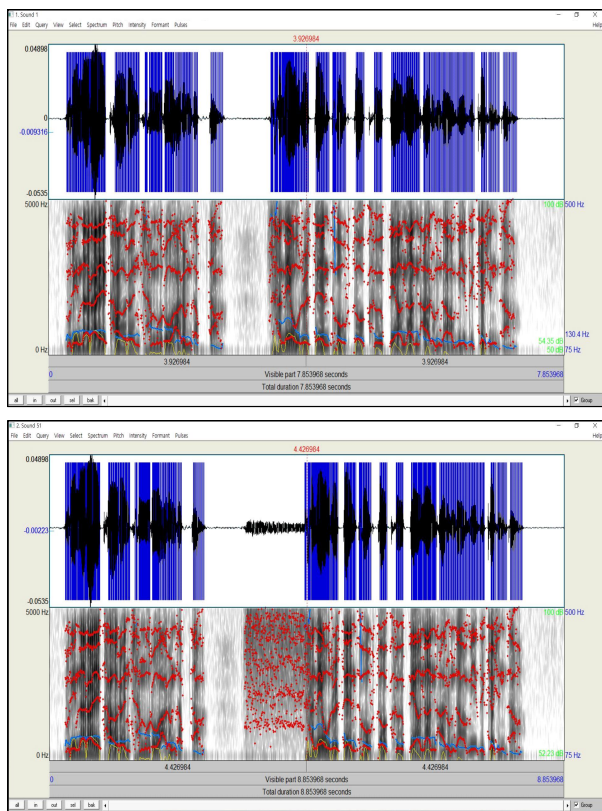 1. Sound 1
File Edit Query View Select Spectrum Pitch Intensity Formant Pulses Help
3.926984
0.04898
0
-0.009316
-0.0535
5000 Hz 100 dB 500 Hz
130.4 Hz
54.35 dB
0 Hz 50 dB 75 Hz
3.926984 3.926984
0 Visible part 7.853968 seconds 7.853968
Total duration 7.853968 seconds
all in out sel bak Group
2. Sound S1
File Edit Query View Select Spectrum Pitch Intensity Formant Pulses Help
4.426984
0.04898
-0.00223
-0.0535
5000 Hz 100 dB 500 Hz
52.23 dB
0 Hz 75 Hz
4.426984 4.426984
0 Visible part 8.853968 seconds 8.853968
Total duration 8.853968 seconds
all in out sel bak Group